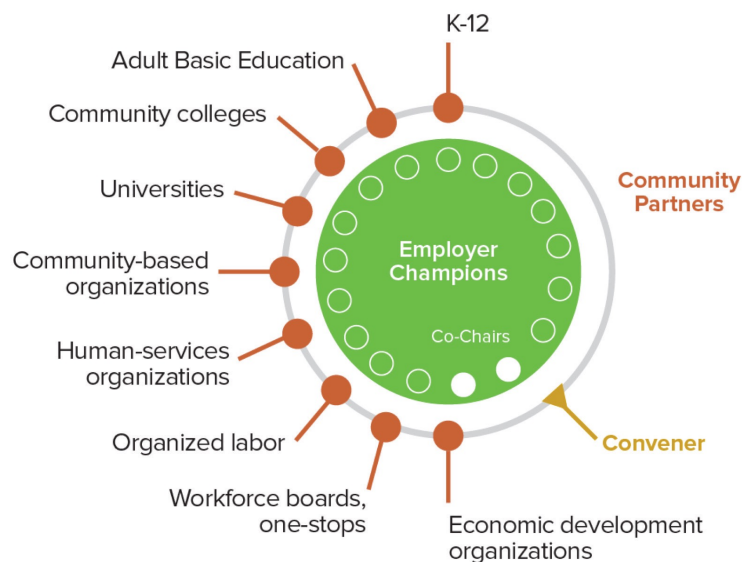 K-12
Adult Basic Education
Community colleges
Universities
Community-based
organizations
Human-services
organizations
Organized labor
Workforce boards,
one-stops
Economic development
organizations
Convener
Community
Partners
Employer
Champions
Co-Chairs